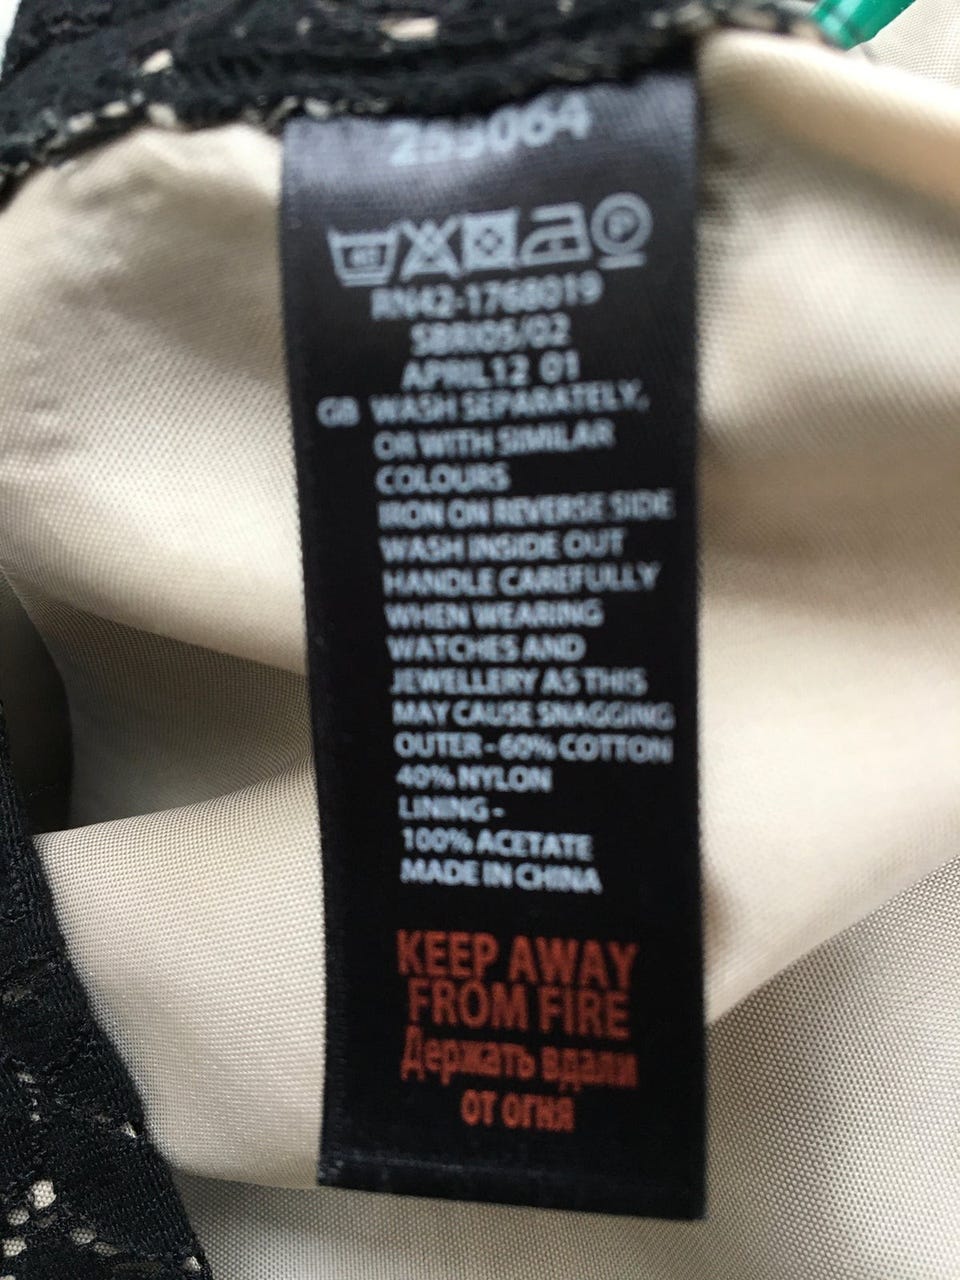 RN42-1768019
SBRI05/02
APRIL12 01
GB WASH SEPARATELY,
OR WITH SIMILAR
COLOURS
IRON ON REVERSE SIDE
WASH INSIDE OUT
HANDLE CAREFULLY
WHEN WEARING
WATCHES AND
JEWELLERY AS THIS
MAY CAUSE SNAGGING
OUTER - 60% COTTON
40% NYLON
LINING -
100% ACETATE
MADE IN CHINA
KEEP AWAY
FROM FIRE
Держать вдали
от огня